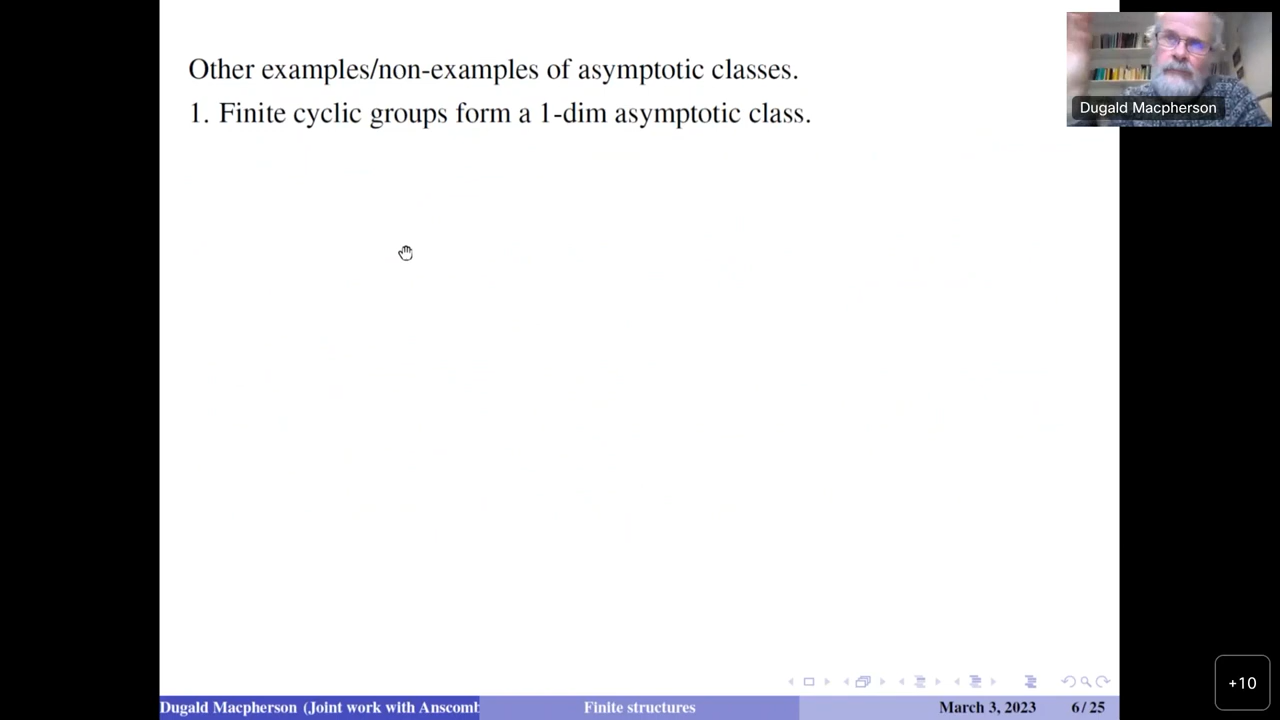 Other examples/non-examples of asymptotic classes.
1. Finite cyclic groups form a 1-dim asymptotic class.
Dugald Macpherson
+10
Dugald Macpherson (Joint work with Anscomb
Finite structures
March 3, 2023
6 / 25